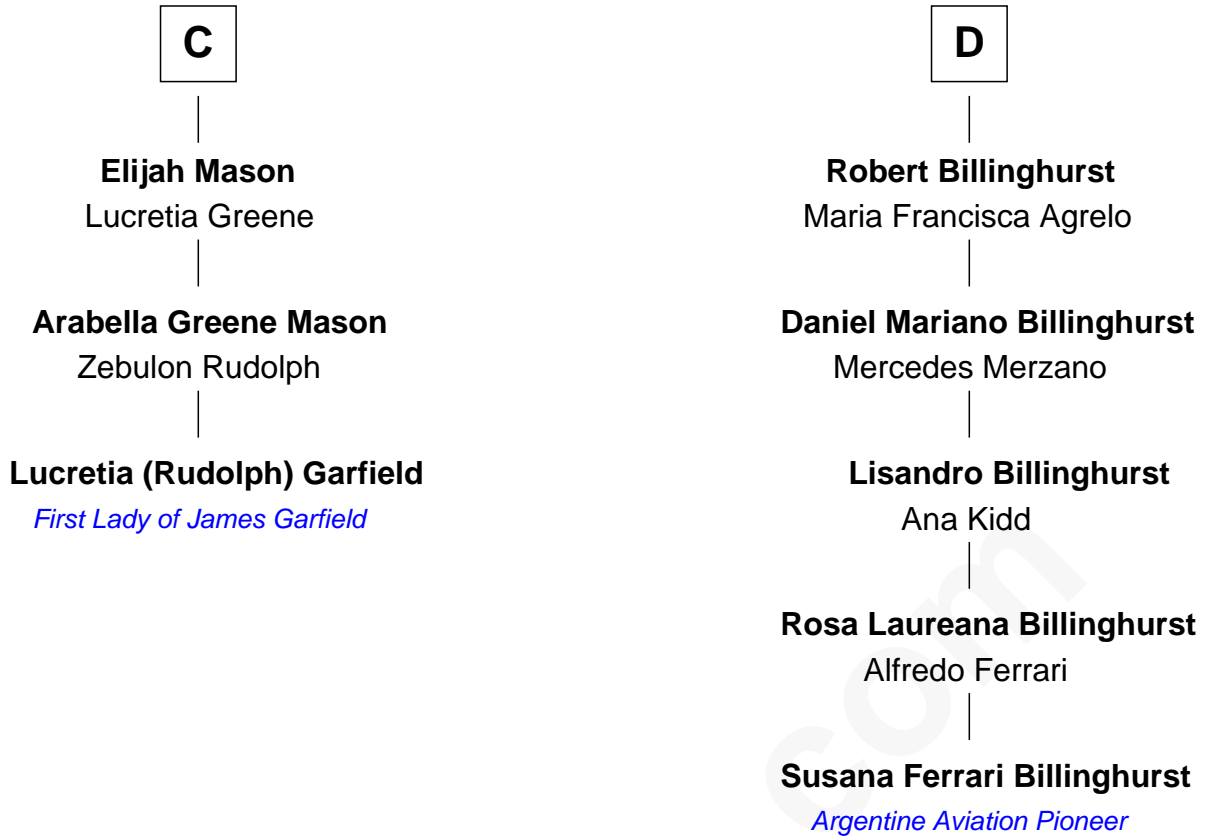 C
Elijah Mason
Lucretia Greene
Arabella Greene Mason
Zebulon Rudolph
Lucretia (Rudolph) Garfield
First Lady of James Garfield
D
Robert Billinghurst
Maria Francisca Agrelo
Daniel Mariano Billinghurst
Mercedes Merzano
Lisandro Billinghurst
Ana Kidd
Rosa Laureana Billinghurst
Alfredo Ferrari
Susana Ferrari Billinghurst
Argentine Aviation Pioneer
com